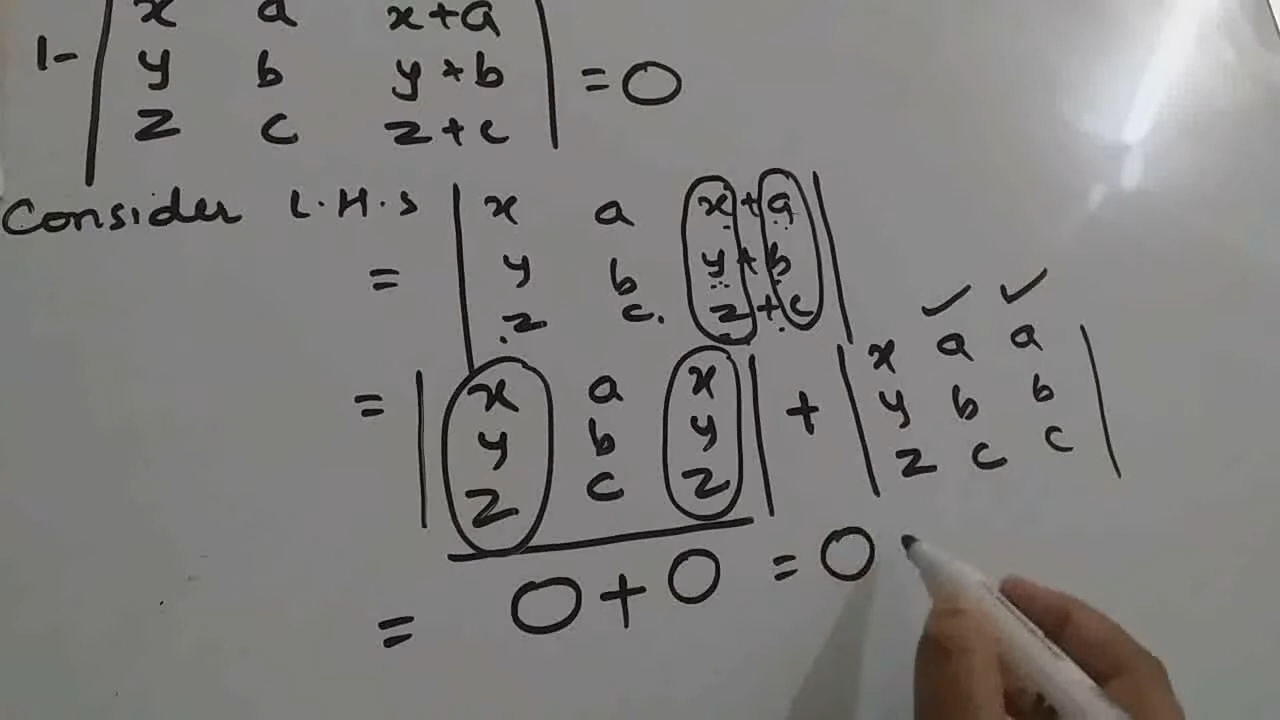 x a x+a
1- y b y+b = 0
z c z+c
Consider L.H.S x a x+a
= y b y+b
z c. z+c
x a x x a a
= y b y + y b b
z c z z c c
= 0+0 = 0